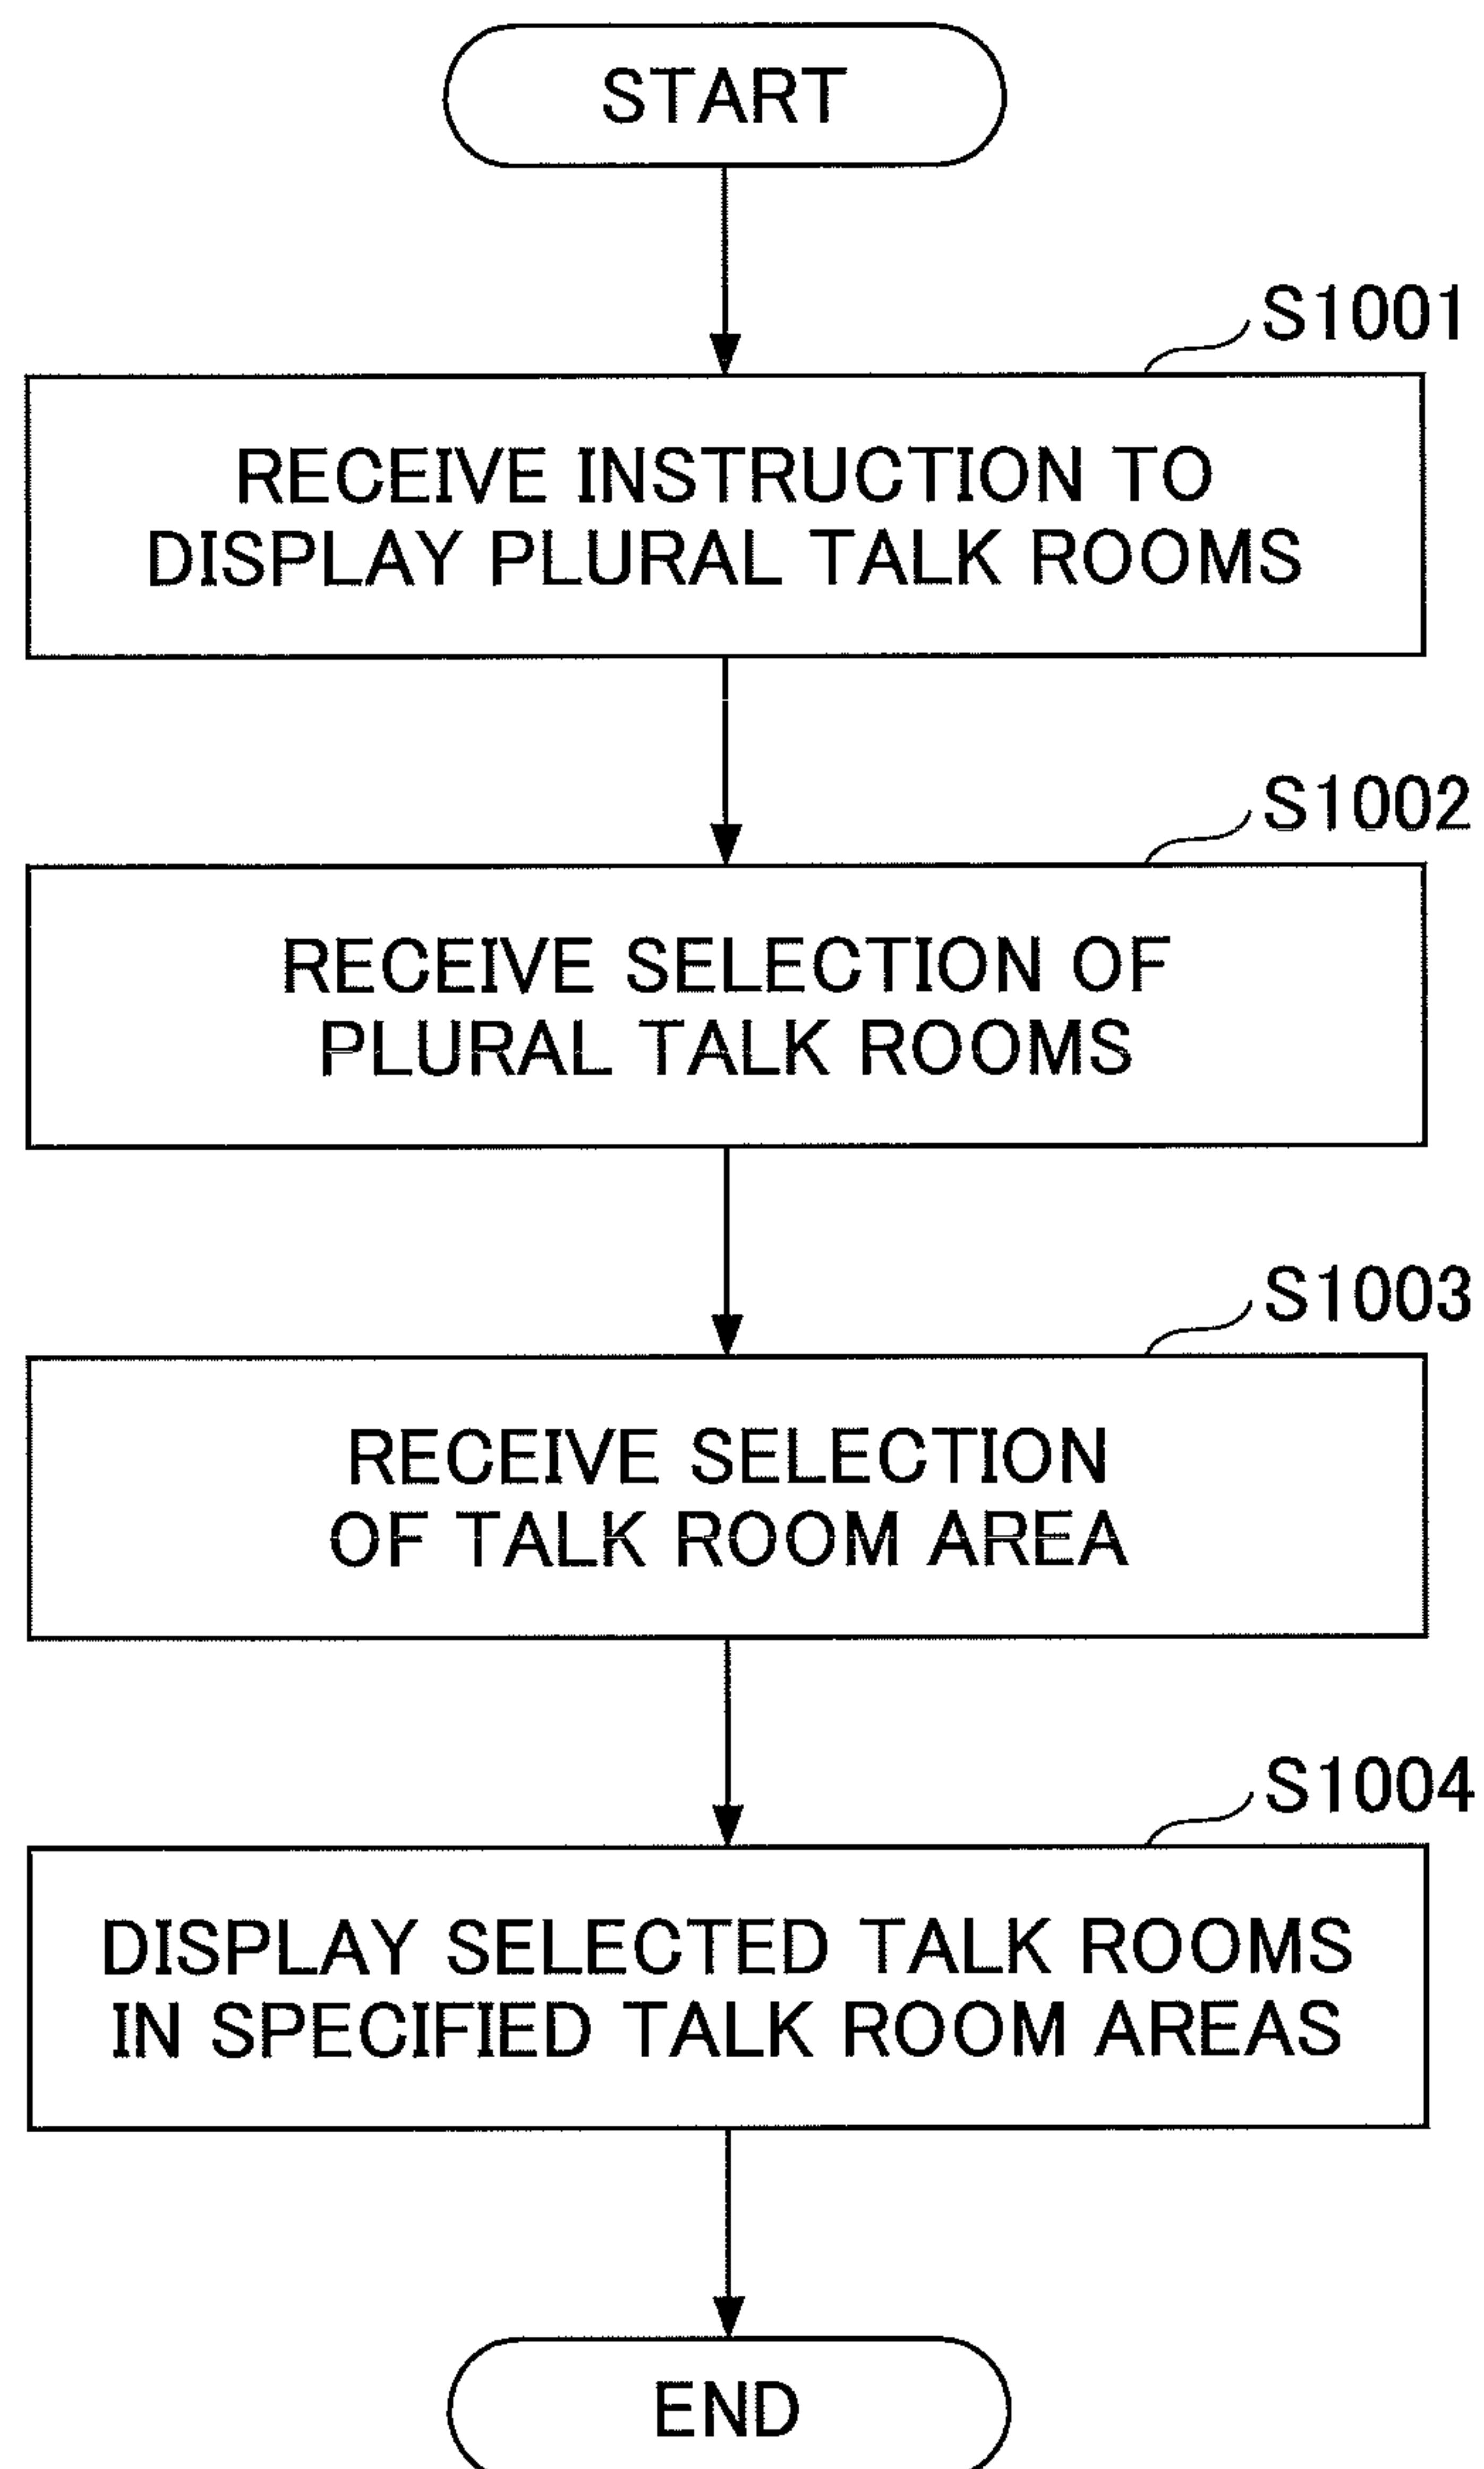 START
S1001
RECEIVE INSTRUCTION TO
DISPLAY PLURAL TALK ROOMS
S1002
RECEIVE SELECTION OF
PLURAL TALK ROOMS
S1003
RECEIVE SELECTION
OF TALK ROOM AREA
S1004
DISPLAY SELECTED TALK ROOMS
IN SPECIFIED TALK ROOM AREAS
END